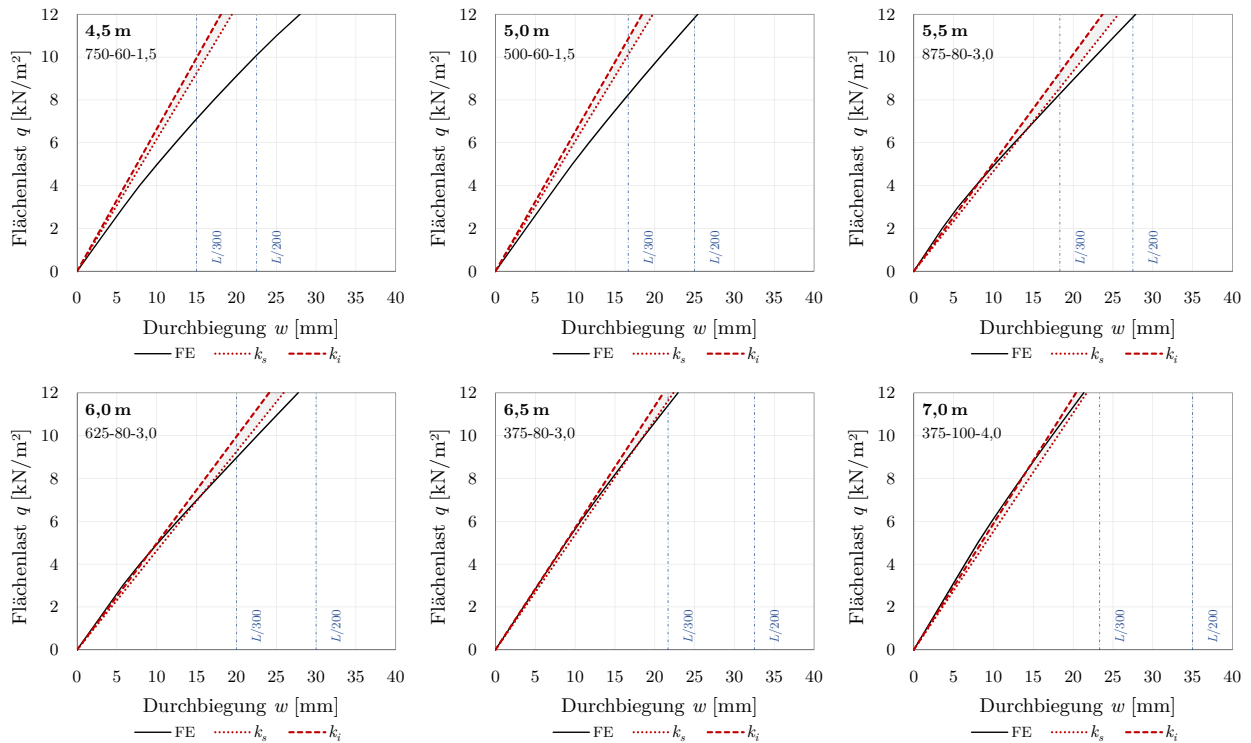 4,5 m
750-60-1,5
Flächenlast q [kN/m²]
12
10
8
6
4
2
0
L/300
L/200
0 5 10 15 20 25 30 35 40
Durchbiegung w [mm]
FE k_s k_i
5,0 m
500-60-1,5
Flächenlast q [kN/m²]
12
10
8
6
4
2
0
L/300
L/200
0 5 10 15 20 25 30 35 40
Durchbiegung w [mm]
FE k_s k_i
5,5 m
875-80-3,0
Flächenlast q [kN/m²]
12
10
8
6
4
2
0
L/300
L/200
0 5 10 15 20 25 30 35 40
Durchbiegung w [mm]
FE k_s k_i
6,0 m
625-80-3,0
Flächenlast q [kN/m²]
12
10
8
6
4
2
0
L/300
L/200
0 5 10 15 20 25 30 35 40
Durchbiegung w [mm]
FE k_s k_i
6,5 m
375-80-3,0
Flächenlast q [kN/m²]
12
10
8
6
4
2
0
L/300
L/200
0 5 10 15 20 25 30 35 40
Durchbiegung w [mm]
FE k_s k_i
7,0 m
375-100-4,0
Flächenlast q [kN/m²]
12
10
8
6
4
2
0
L/300
L/200
0 5 10 15 20 25 30 35 40
Durchbiegung w [mm]
FE k_s k_i